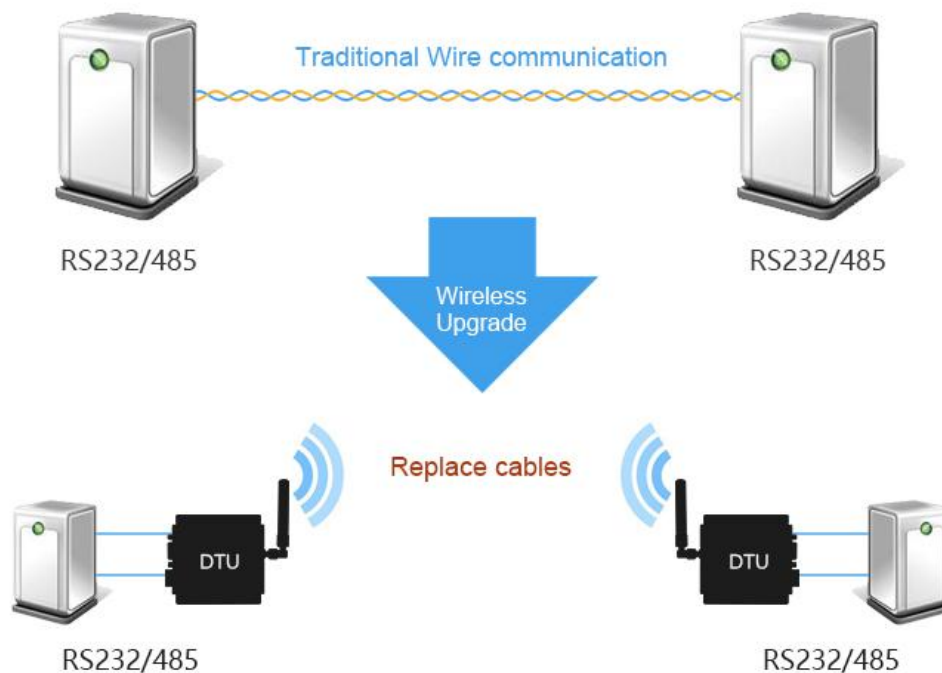 Traditional Wire communication
RS232/485
RS232/485
Wireless
Upgrade
Replace cables
DTU
DTU
RS232/485
RS232/485